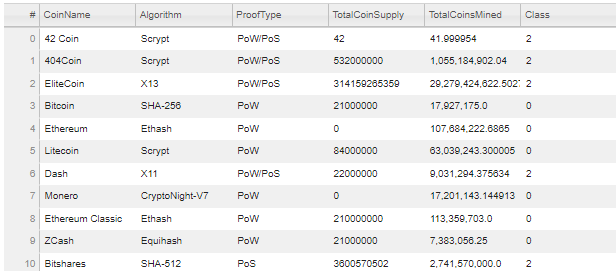 # CoinName Algorithm ProofType TotalCoinSupply TotalCoinsMined Class
0 42 Coin Scrypt PoW/PoS 42 41.999954 2
1 404Coin Scrypt PoW/PoS 532000000 1,055,184,902.04 2
2 EliteCoin X13 PoW/PoS 314159265359 29,279,424,622.502 2
3 Bitcoin SHA-256 PoW 21000000 17,927,175.0 0
4 Ethereum Ethash PoW 0 107,684,222.6865 0
5 Litecoin Scrypt PoW 84000000 63,039,243.300005 0
6 Dash X11 PoW/PoS 22000000 9,031,294.375634 2
7 Monero CryptoNight-V7 PoW 0 17,201,143.144913 0
8 Ethereum Classic Ethash PoW 210000000 113,359,703.0 0
9 ZCash Equihash PoW 21000000 7,383,056.25 0
10 Bitshares SHA-512 PoS 3600570502 2,741,570,000.0 2